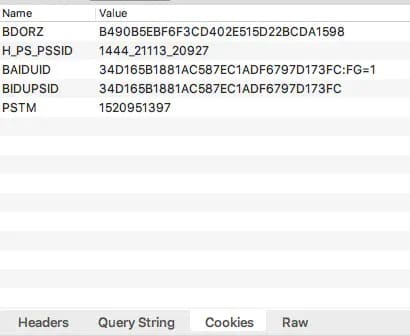 Name Value
BDORZ B490B5EBF6F3CD402E515D22BCDA1598
H_PS_PSSID 1444_21113_20927
BAIDUID 34D165B1881AC587EC1ADF6797D173FC:FG=1
BIDUPSID 34D165B1881AC587EC1ADF6797D173FC
PSTM 1520951397
Headers Query String Cookies Raw